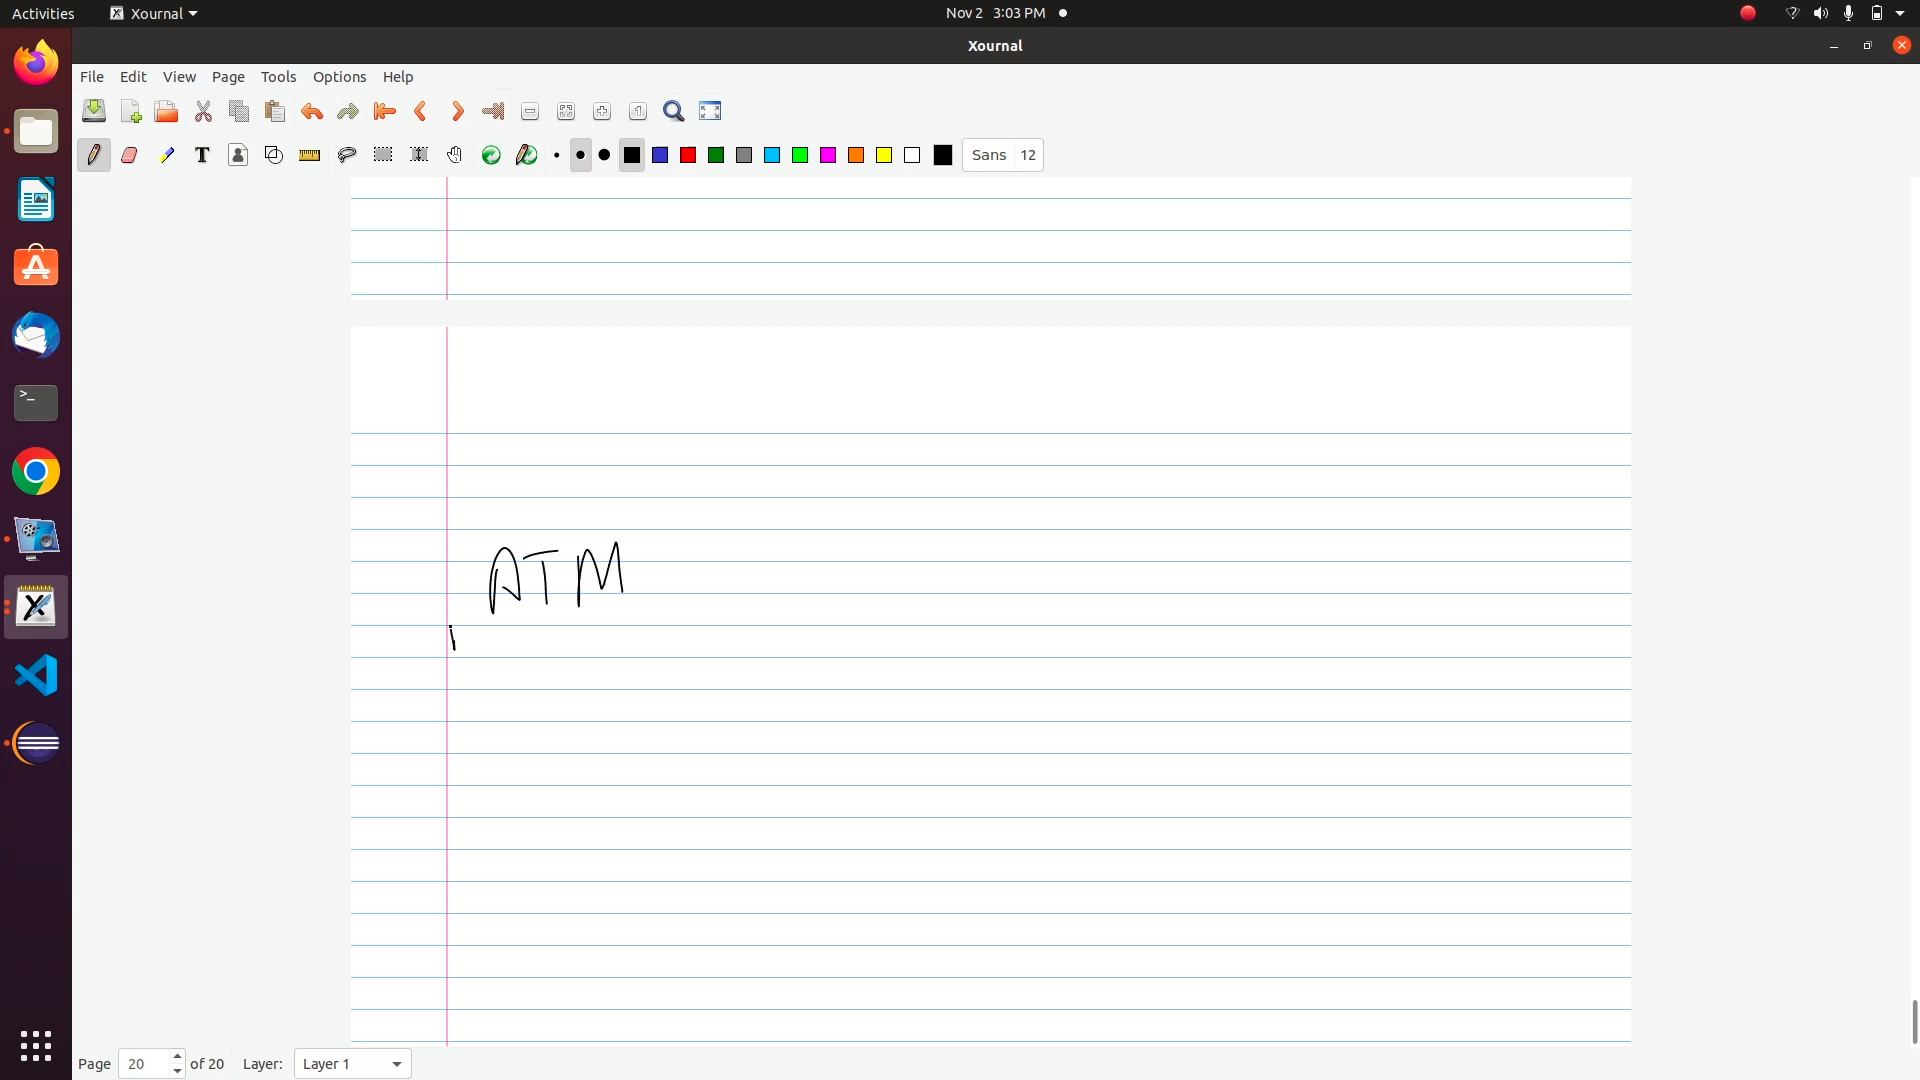 Activities Xournal Nov 2 3:03 PM
Xournal
File Edit View Page Tools Options Help
Sans 12
ATM
Page 20 of 20 Layer: Layer 1